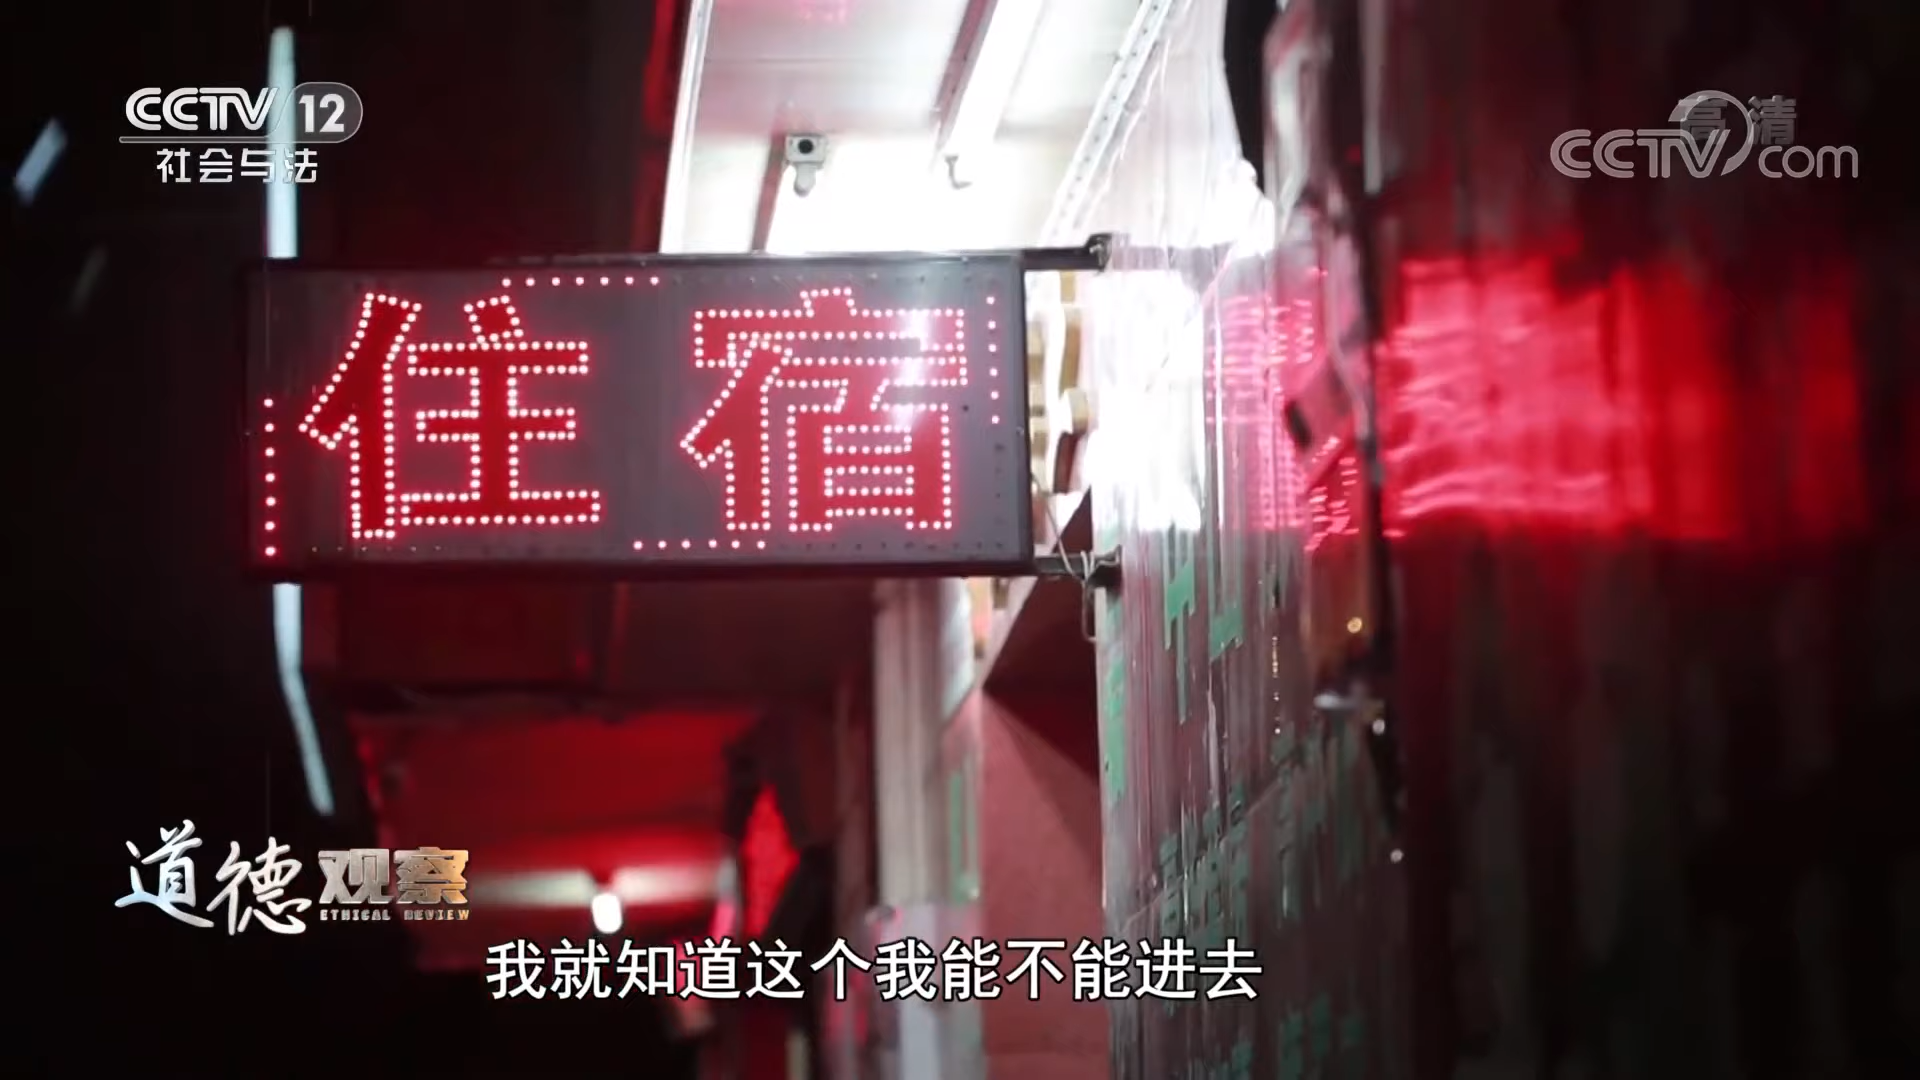 CCTV 12
社会与法
高清
CCTV.com
住宿
道德观察
ETHICAL REVIEW
我就知道这个我能不能进去